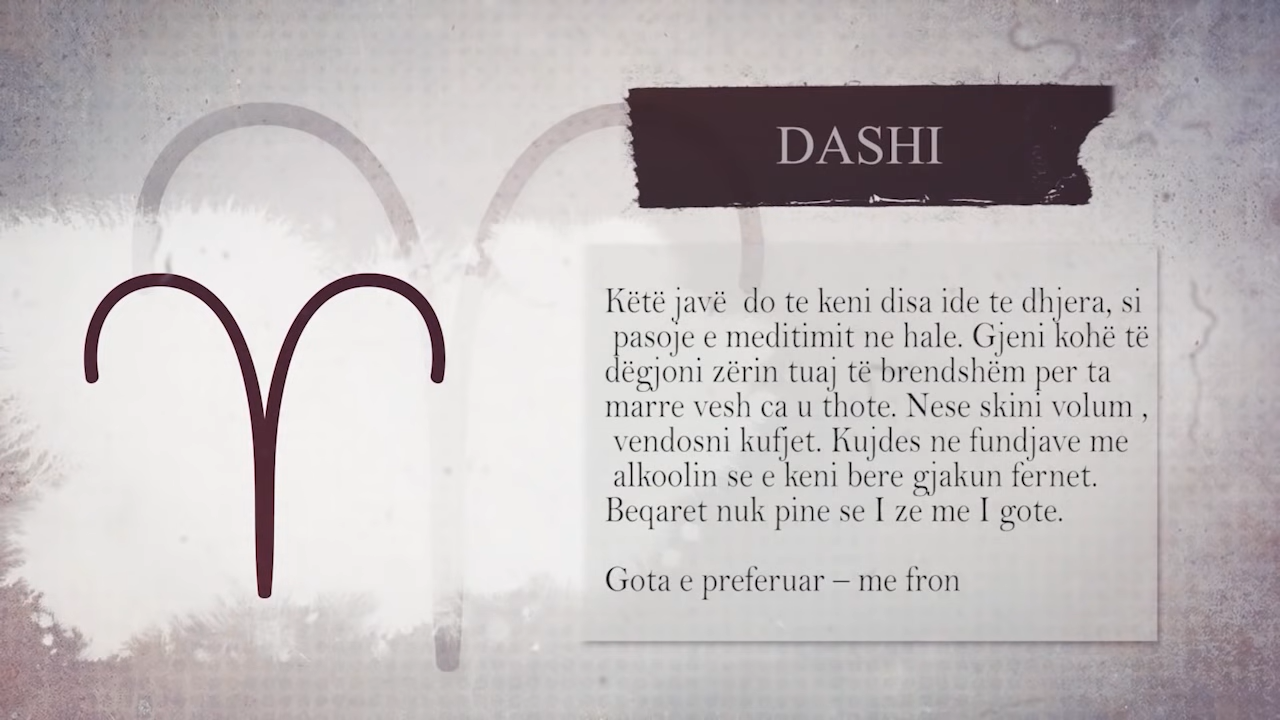 DASHI
Këtë javë do te keni disa ide te dhjera, si
pasoje e meditimit ne hale. Gjeni kohë të
dëgjoni zërin tuaj të brendshëm per ta
marre vesh ca u thote. Nese skini volum ,
vendosni kufjet. Kujdes ne fundjave me
alkoolin se e keni bere gjakun fernet.
Beqaret nuk pine se I ze me I gote.
Gota e preferuar – me fron